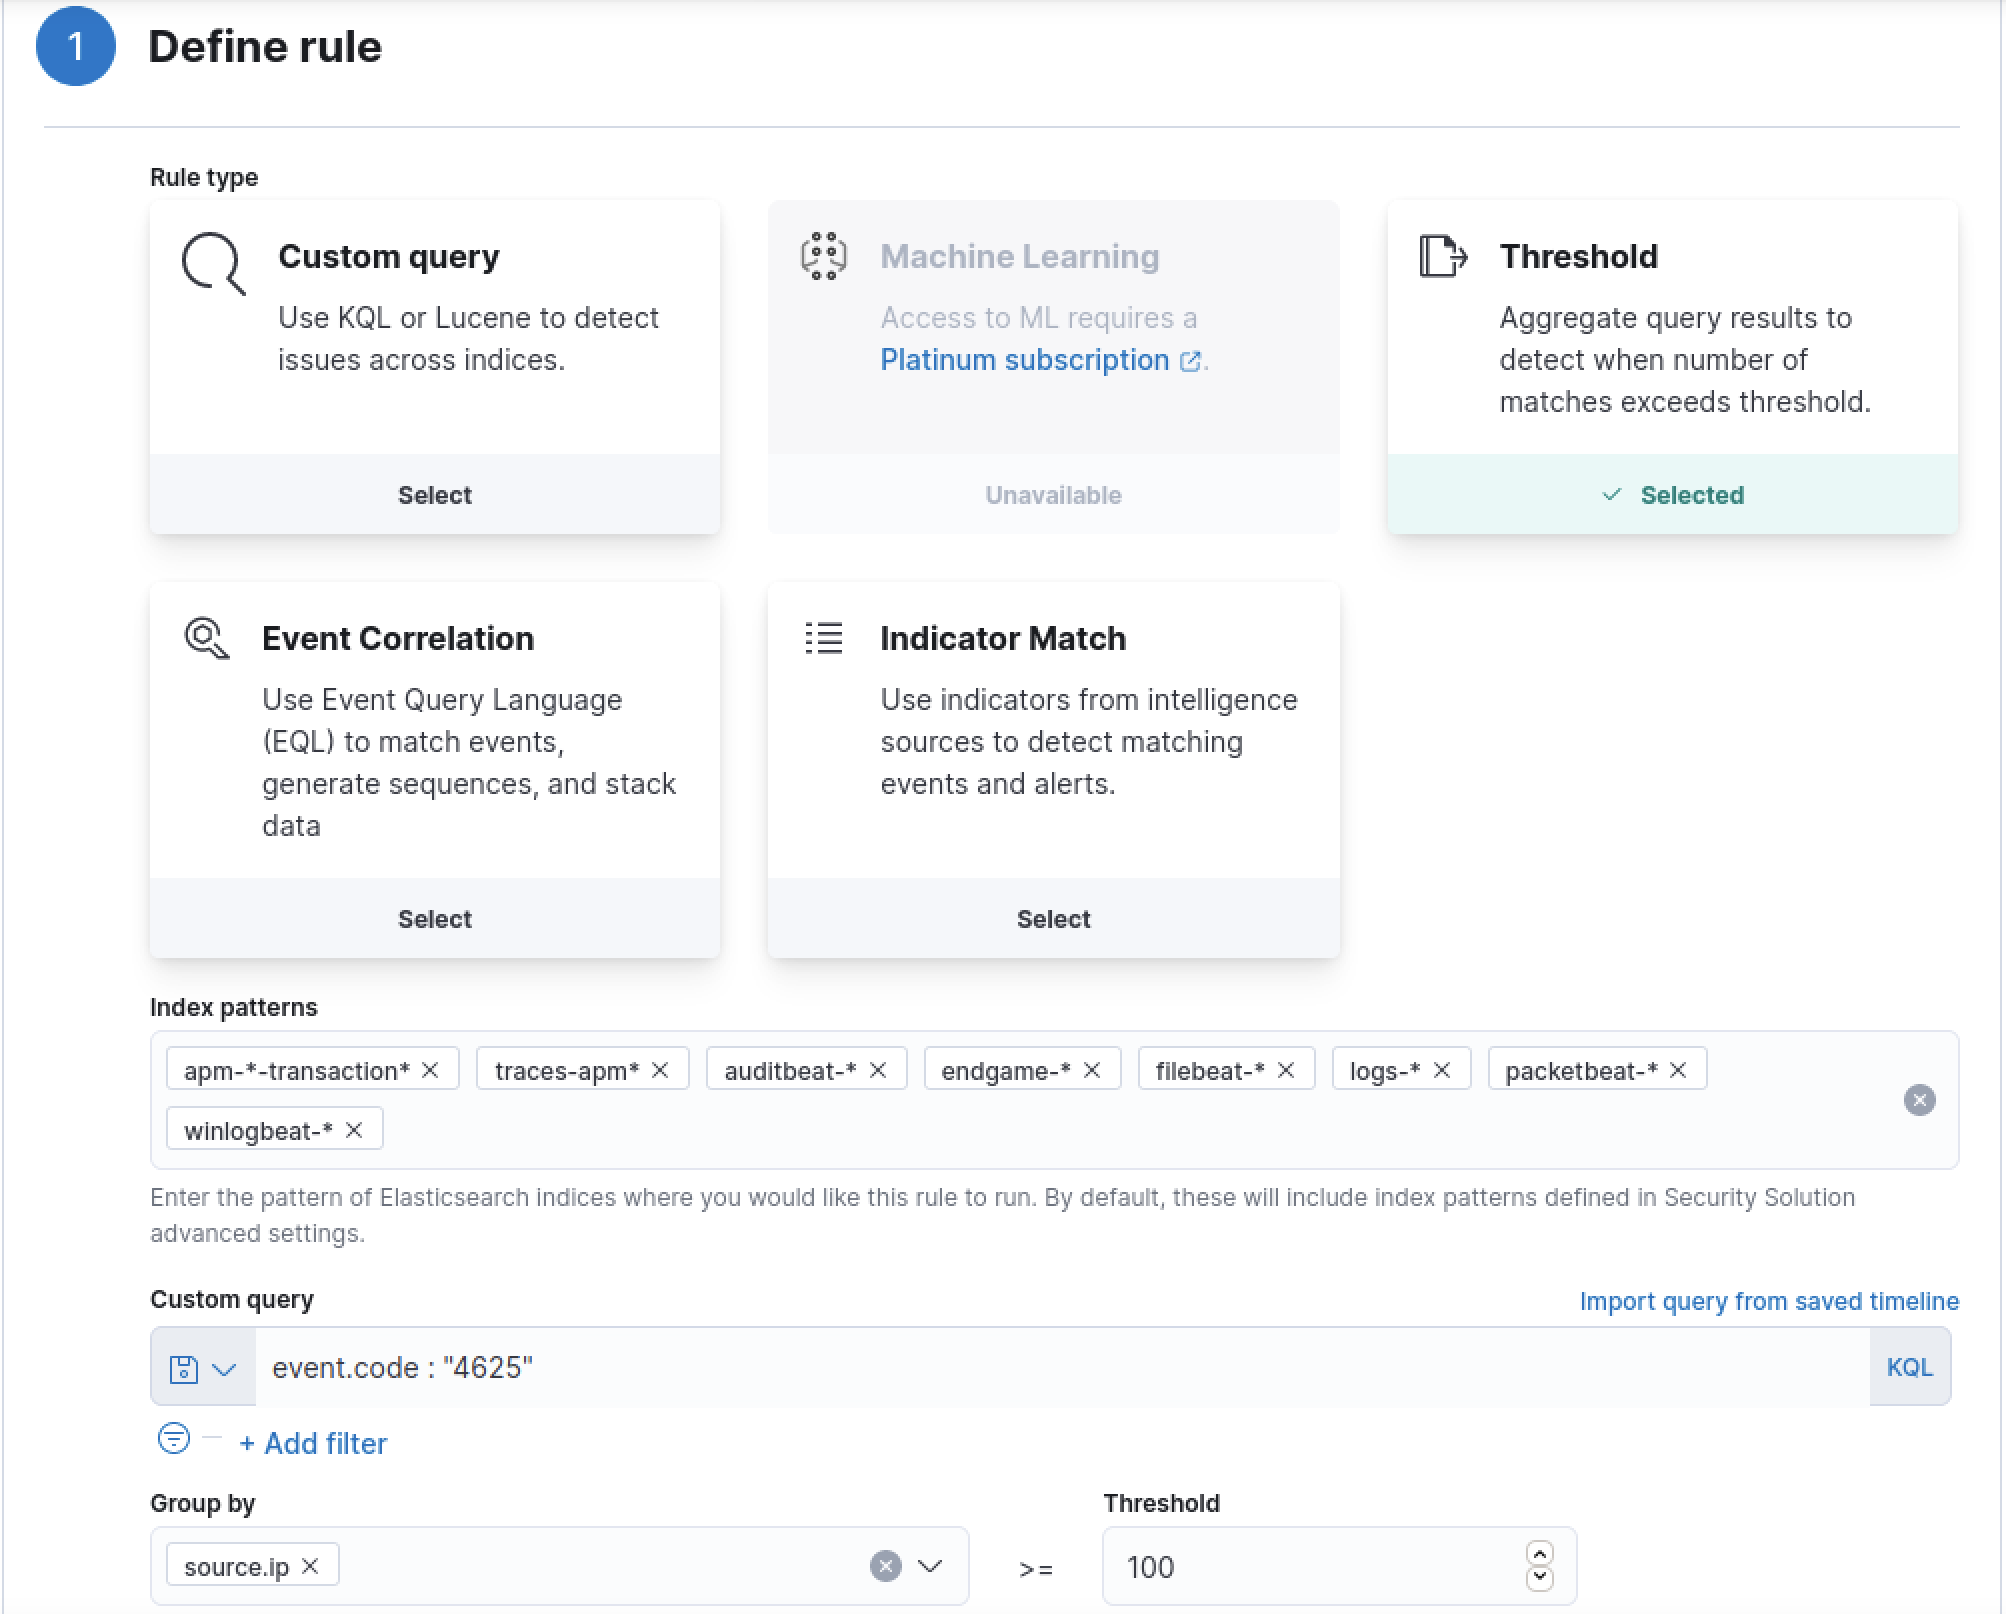 1 Define rule
Rule type
Custom query
Use KQL or Lucene to detect
issues across indices.
Select
Machine Learning
Access to ML requires a
Platinum subscription .
Unavailable
Threshold
Aggregate query results to
detect when number of
matches exceeds threshold.
Selected
Event Correlation
Use Event Query Language
(EQL) to match events,
generate sequences, and stack
data
Select
Indicator Match
Use indicators from intelligence
sources to detect matching
events and alerts.
Select
Index patterns
apm-*-transaction* traces-apm* auditbeat-* endgame-* filebeat-* logs-* packetbeat-*
winlogbeat-*
Enter the pattern of Elasticsearch indices where you would like this rule to run. By default, these will include index patterns defined in Security Solution
advanced settings.
Custom query Import query from saved timeline
event.code : "4625" KQL
+ Add filter
Group by Threshold
source.ip >= 100